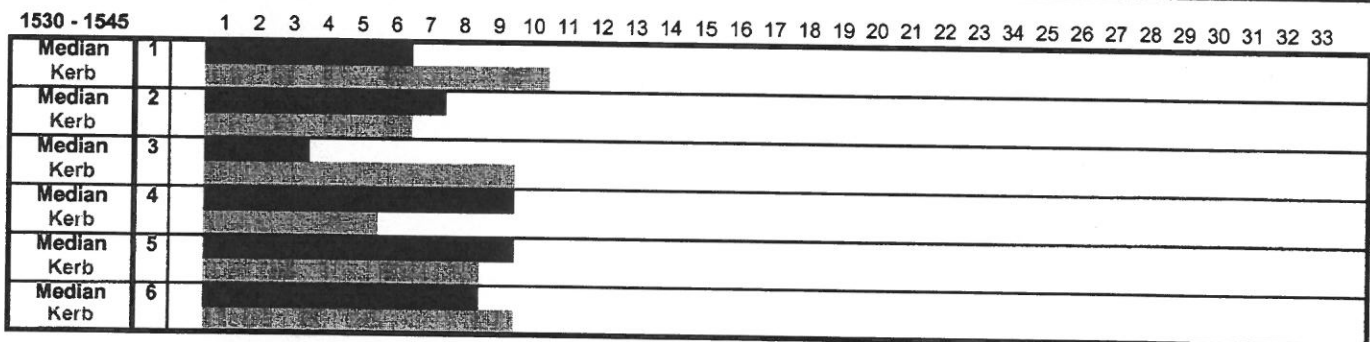 1530 - 1545 1 2 3 4 5 6 7 8 9 10 11 12 13 14 15 16 17 18 19 20 21 22 23 34 25 26 27 28 29 30 31 32 33
Median 1
Kerb
Median 2
Kerb
Median 3
Kerb
Median 4
Kerb
Median 5
Kerb
Median 6
Kerb